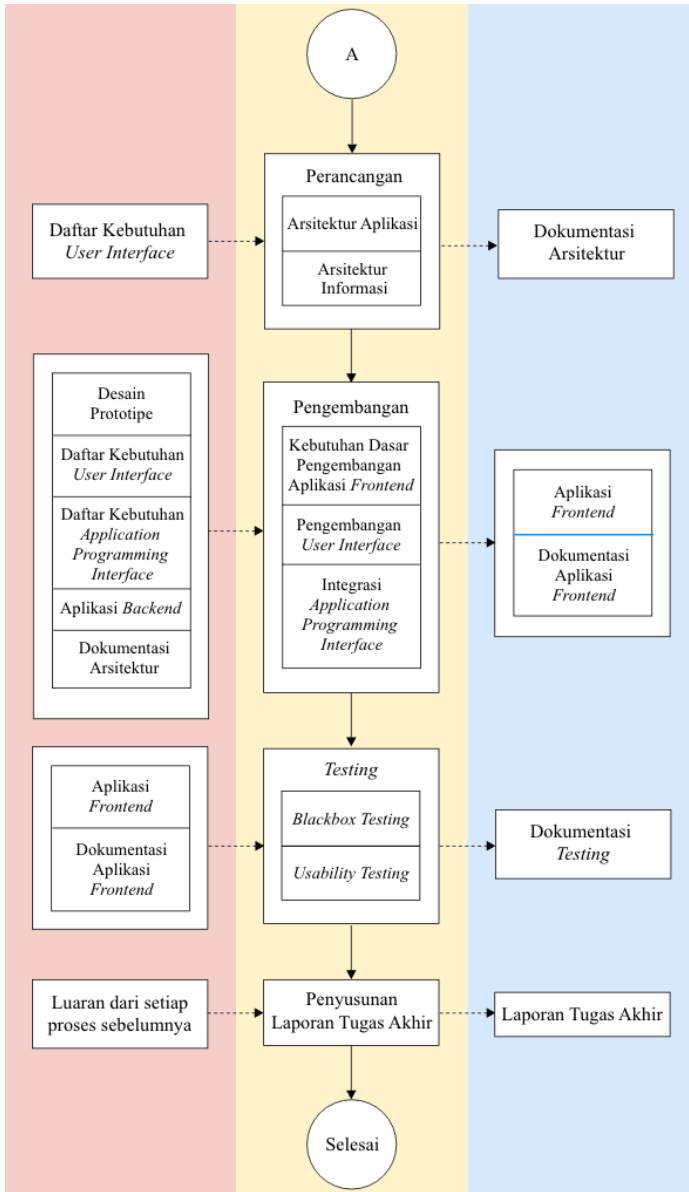 A
Perancangan
Arsitektur Aplikasi
Arsitektur
Informasi
Daftar Kebutuhan
User Interface
Dokumentasi
Arsitektur
Desain
Prototipe
Daftar Kebutuhan
User Interface
Daftar Kebutuhan
Application
Programming
Interface
Aplikasi Backend
Dokumentasi
Arsitektur
Pengembangan
Kebutuhan Dasar
Pengembangan
Aplikasi Frontend
Pengembangan
User Interface
Integrasi
Application
Programming
Interface
Aplikasi
Frontend
Dokumentasi
Aplikasi
Frontend
Aplikasi
Frontend
Dokumentasi
Aplikasi
Frontend
Testing
Blackbox Testing
Usability Testing
Dokumentasi
Testing
Luaran dari setiap
proses sebelumnya
Penyusunan
Laporan Tugas Akhir
Laporan Tugas Akhir
Selesai